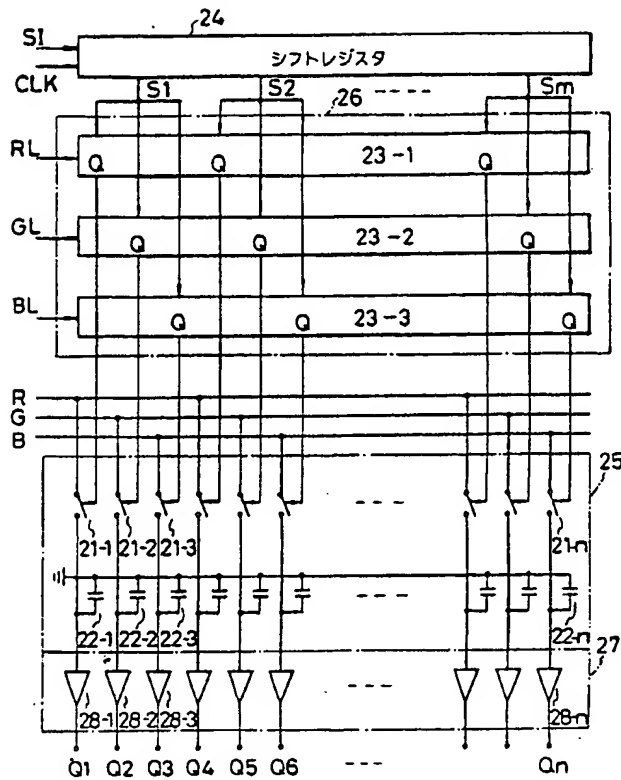 24
SI
シフトレジスタ
CLK
S1 S2 ---- Sm
26
RL Q Q 23-1 Q
GL Q Q 23-2 Q
BL Q Q 23-3 Q
R
G
B
25
21-1 21-2 21-3 --- 21-n
22-1 22-2 22-3 --- 22-n
27
28-1 28-2 28-3 --- 28-n
Q1 Q2 Q3 Q4 Q5 Q6 --- Qn